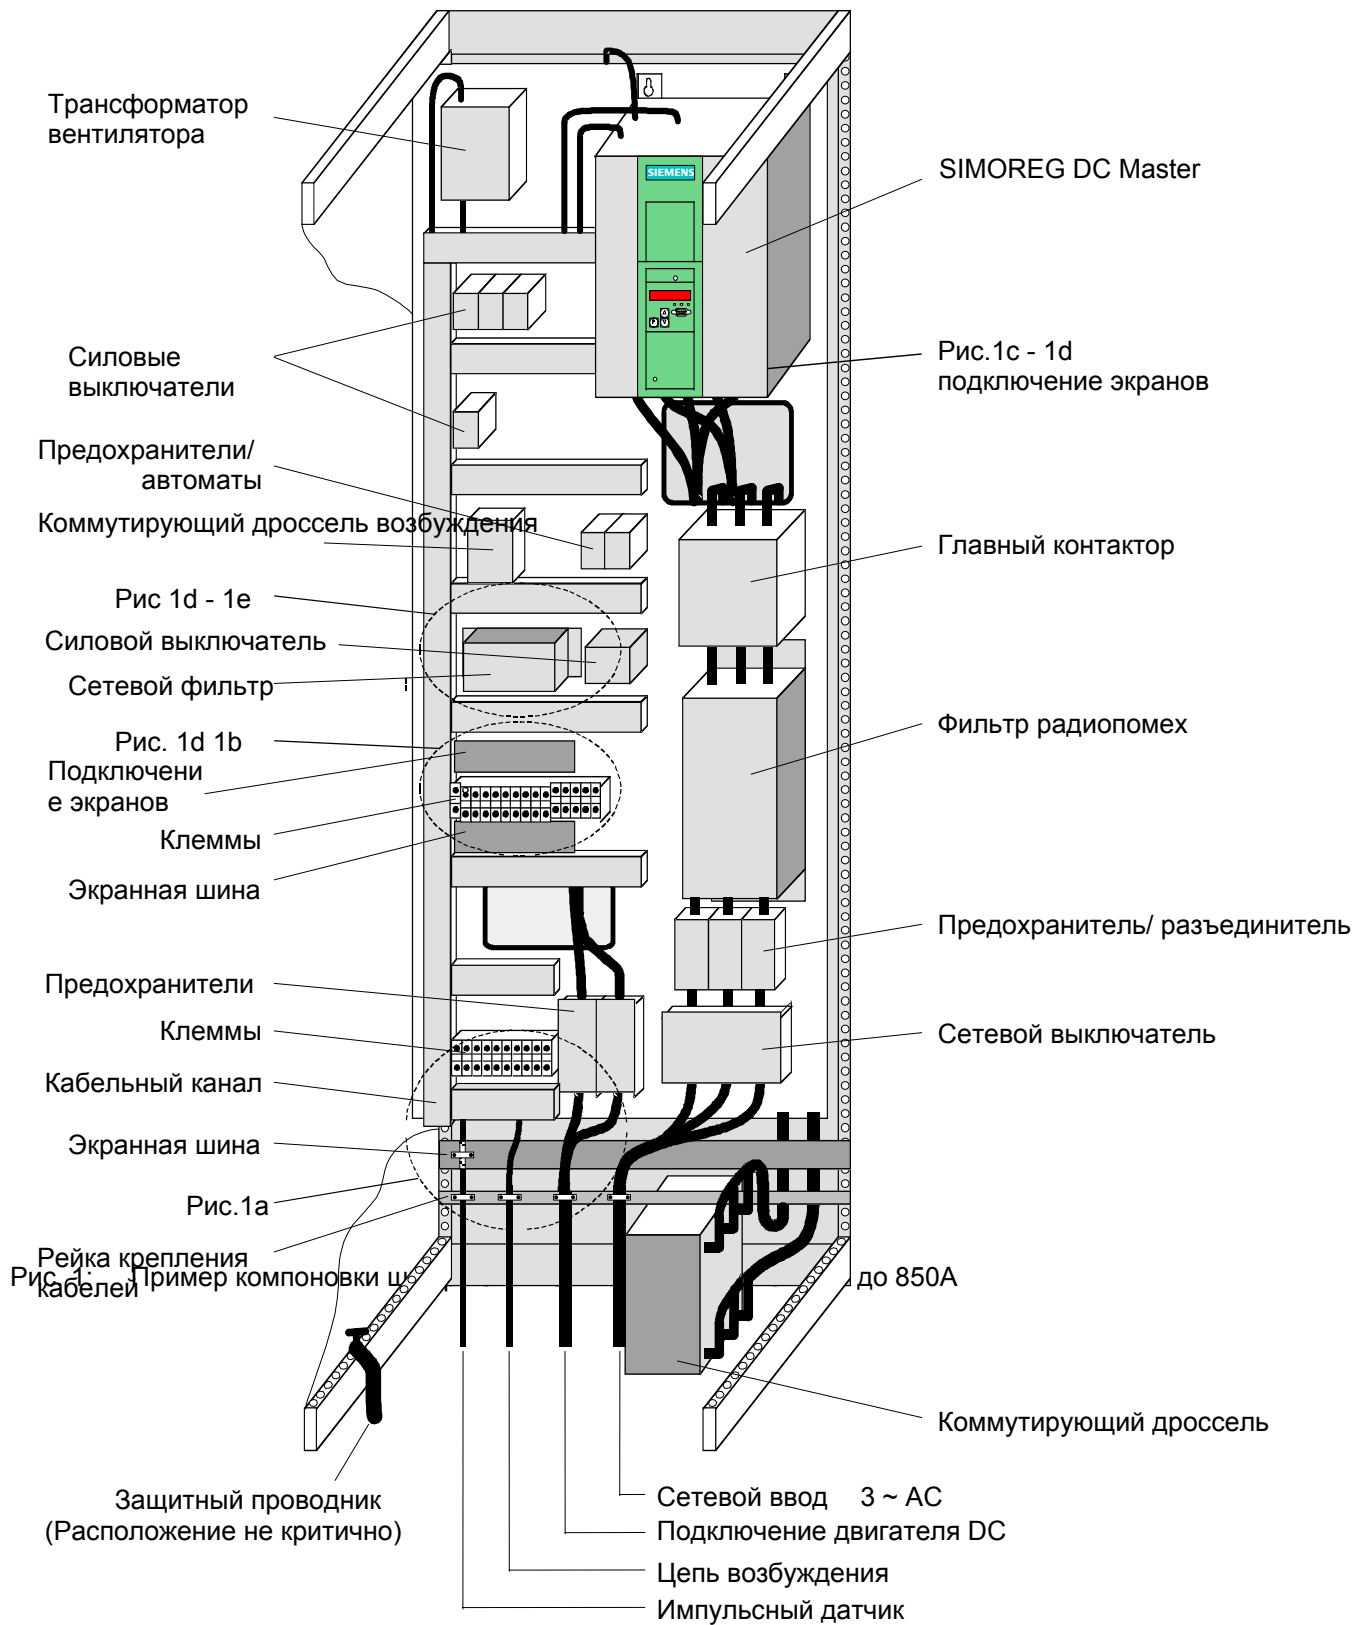 Трансформатор
вентилятора
SIEMENS
SIMOREG DC Master
Силовые
выключатели
Рис.1c - 1d
подключение экранов
Предохранители/
автоматы
Коммутирующий дроссель возбуждения
Главный контактор
Рис 1d - 1e
Силовой выключатель
Сетевой фильтр
Фильтр радиопомех
Рис. 1d 1b
Подключени
е экранов
Клеммы
Экранная шина
Предохранитель/ разъединитель
Предохранители
Клеммы
Сетевой выключатель
Кабельный канал
Экранная шина
Рис.1a
Рейка крепления
кабелей
Рис. 1: Пример компоновки ш до 850А
Коммутирующий дроссель
Защитный проводник
(Расположение не критично)
Сетевой ввод 3 ~ AC
Подключение двигателя DC
Цепь возбуждения
Импульсный датчик